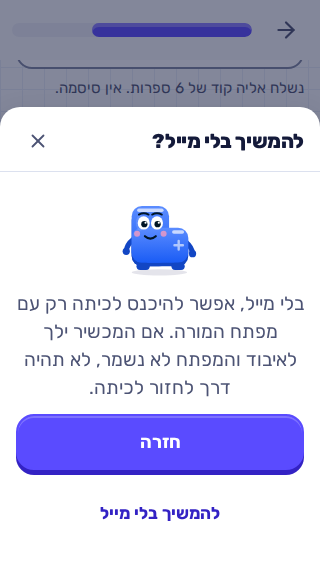 נשלח אליה קוד של 6 ספרות. אין סיסמה.
להמשיך בלי מייל?
בלי מייל, אפשר להיכנס לכיתה רק עם
מפתח המורה. אם המכשיר ילך
לאיבוד והמפתח לא נשמר, לא תהיה
דרך לחזור לכיתה.
חזרה
להמשיך בלי מייל